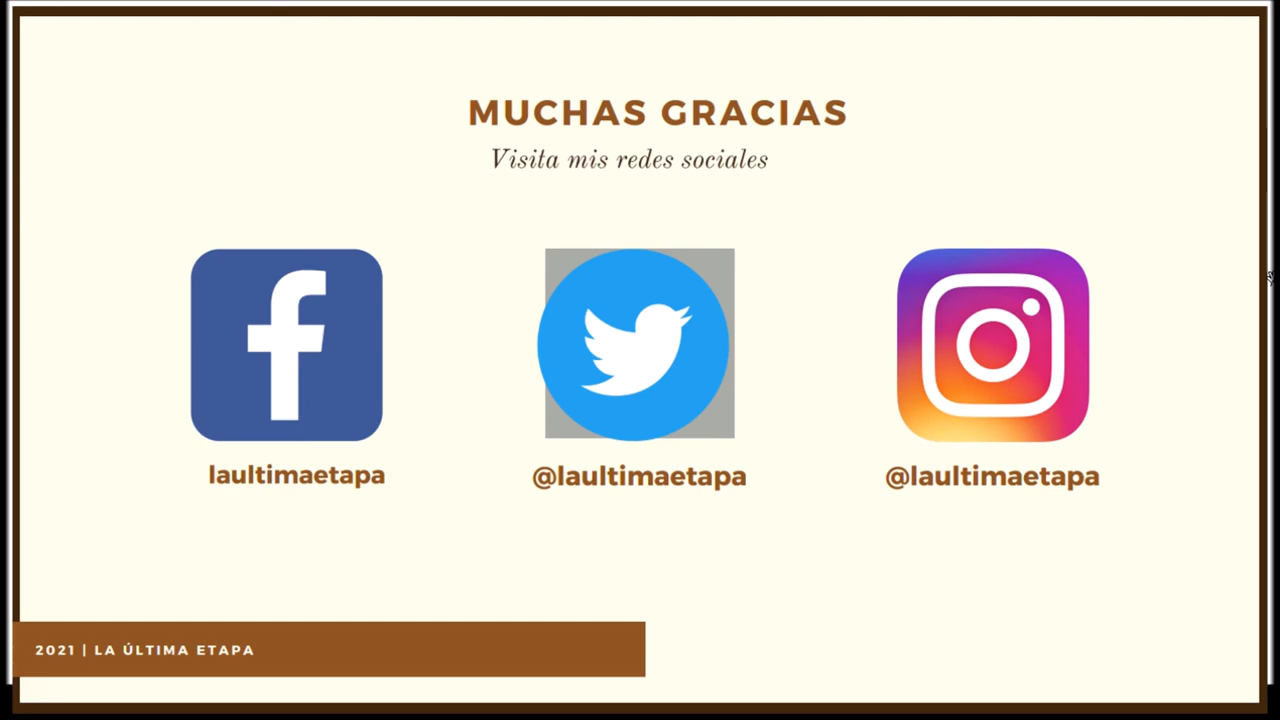 MUCHAS GRACIAS
Visita mis redes sociales
laultimaetapa
@laultimaetapa
@laultimaetapa
2021 | LA ÚLTIMA ETAPA